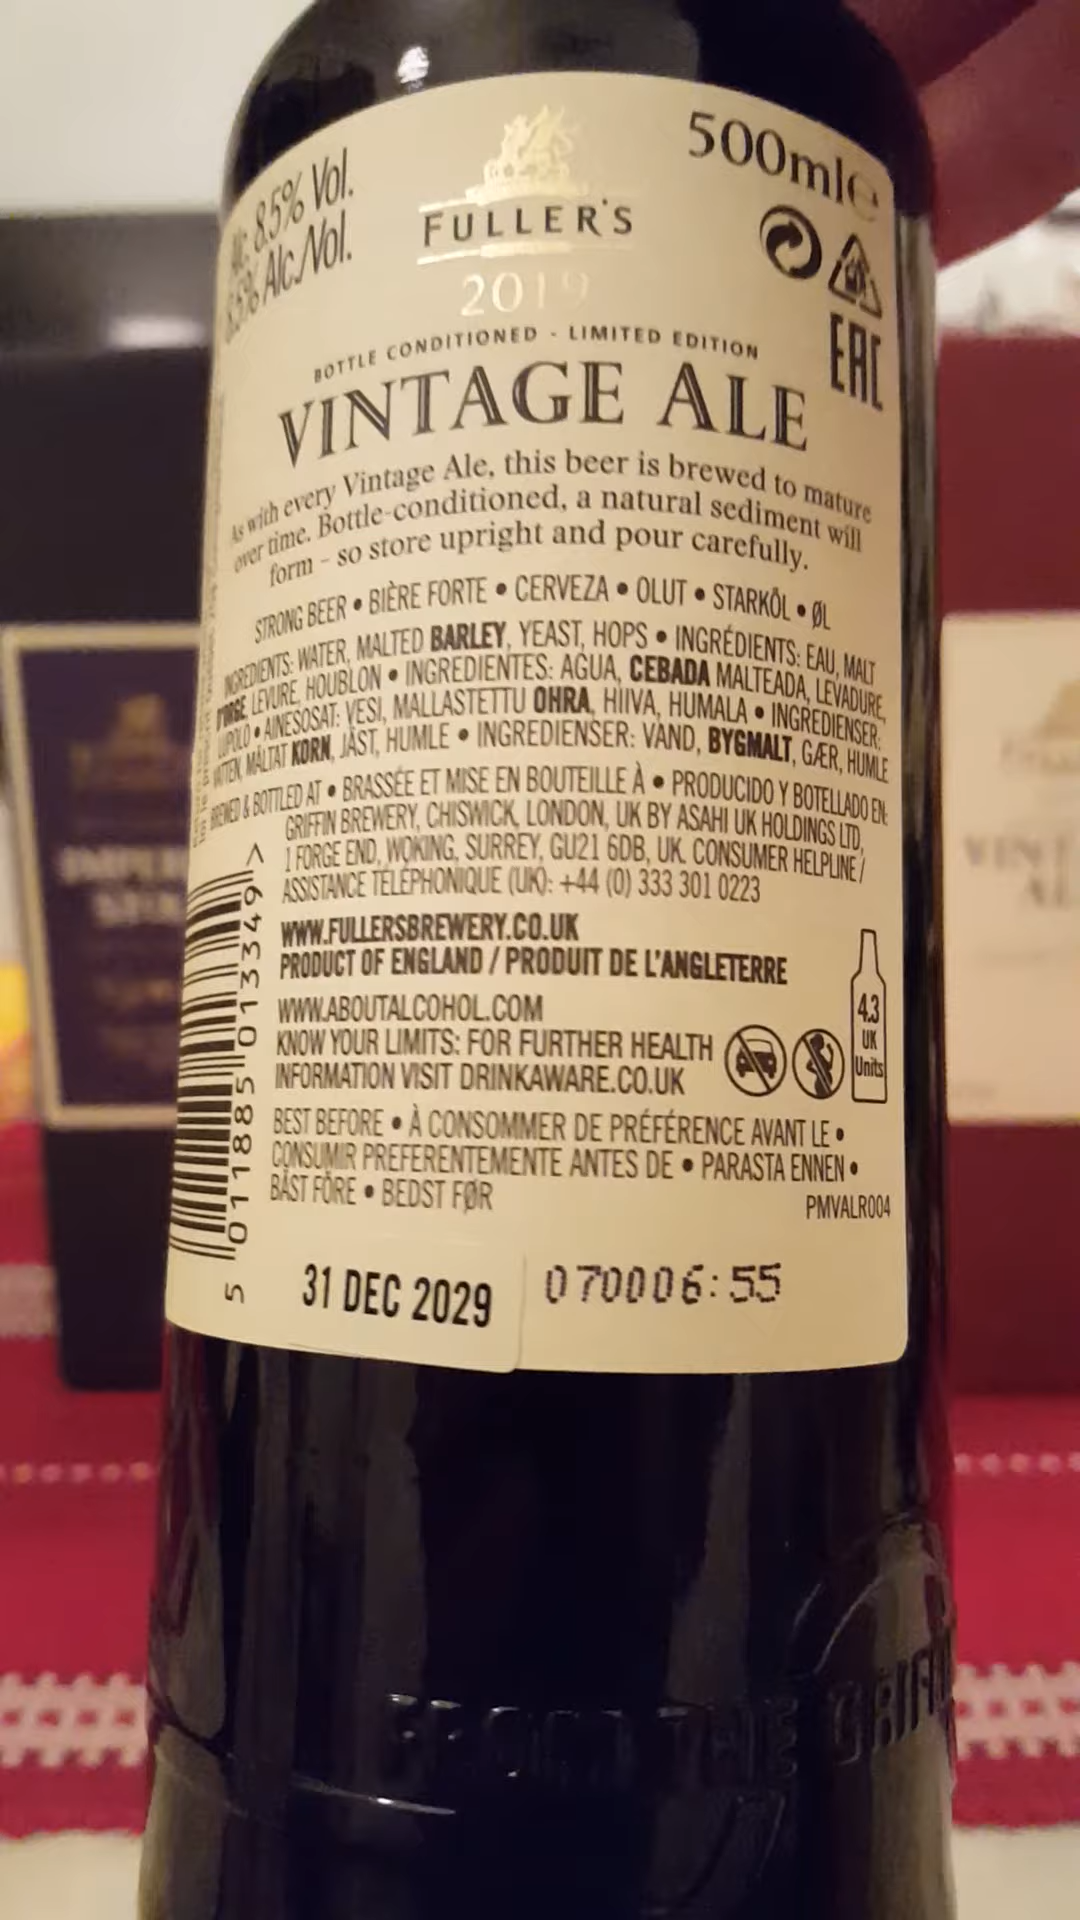 Alc. 8.5% Vol.
8.5% Alc./Vol.
500ml e
FULLER'S
2019
EAC
BOTTLE CONDITIONED - LIMITED EDITION
VINTAGE ALE
As with every Vintage Ale, this beer is brewed to mature
over time. Bottle-conditioned, a natural sediment will
form – so store upright and pour carefully.
STRONG BEER • BIÈRE FORTE • CERVEZA • OLUT • STARKÖL • ØL
INGREDIENTS: WATER, MALTED BARLEY, YEAST, HOPS • INGRÉDIENTS: EAU, MALT
D'ORGE, LEVURE, HOUBLON • INGREDIENTES: AGUA, CEBADA MALTEADA, LEVADURE,
LUPOLO • AINESOSAT: VESI, MALLASTETTU OHRA, HIIVA, HUMALA • INGREDIENSER:
VATTEN, MÄLTAT KORN, JÄST, HUMLE • INGREDIENSER: VAND, BYGMALT, GÆR, HUMLE
BREWED & BOTTLED AT • BRASSÉE ET MISE EN BOUTEILLE À • PRODUCIDO Y BOTELLADO EN:
GRIFFIN BREWERY, CHISWICK, LONDON, UK BY ASAHI UK HOLDINGS LTD,
1 FORGE END, WOKING, SURREY, GU21 6DB, UK. CONSUMER HELPLINE /
ASSISTANCE TÉLÉPHONIQUE (UK): +44 (0) 333 301 0223
WWW.FULLERSBREWERY.CO.UK
PRODUCT OF ENGLAND / PRODUIT DE L'ANGLETERRE
WWW.ABOUTALCOHOL.COM
KNOW YOUR LIMITS: FOR FURTHER HEALTH
INFORMATION VISIT DRINKAWARE.CO.UK
4.3
UK
Units
BEST BEFORE • À CONSOMMER DE PRÉFÉRENCE AVANT LE •
CONSUMIR PREFERENTEMENTE ANTES DE • PARASTA ENNEN •
BÄST FÖRE • BEDST FØR
PMVALR004
5 011885 013349 >
31 DEC 2029
070006:55
FROM THE GRIFFIN